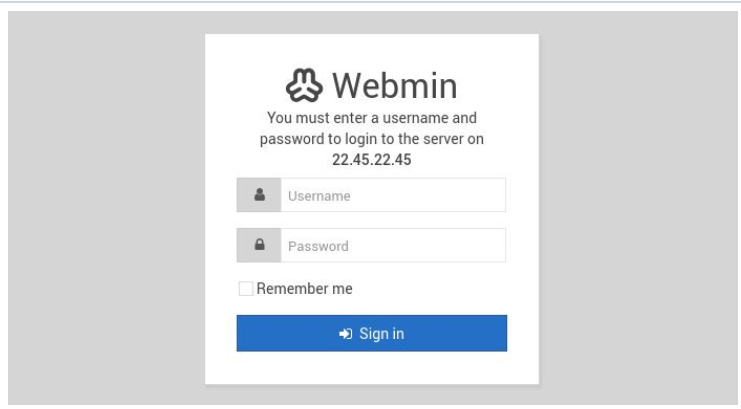 Webmin
You must enter a username and
password to login to the server on
22.45.22.45
Username
Password
Remember me
Sign in